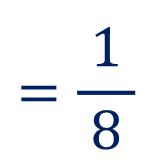 = 1/8